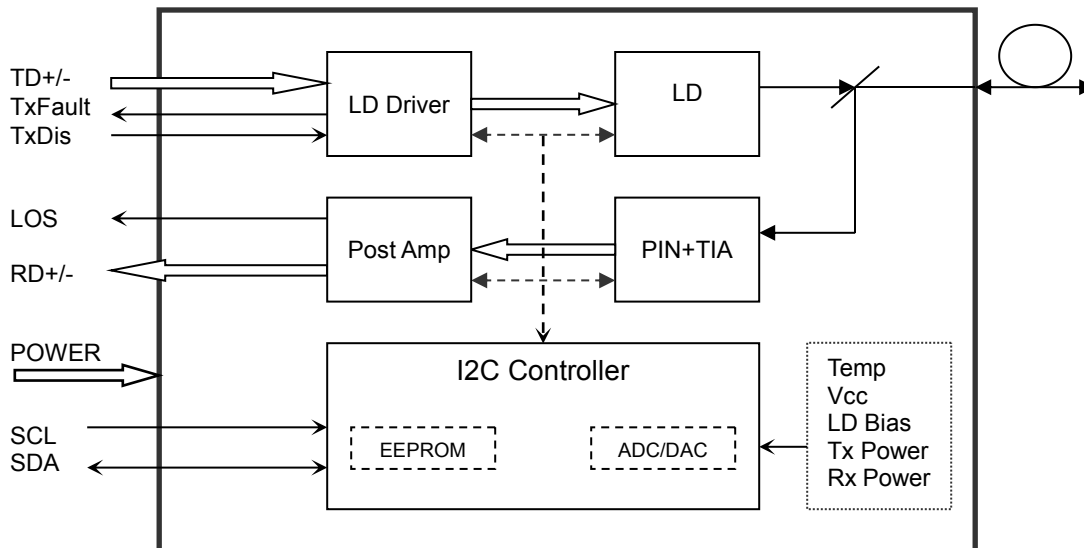 TD+/-
TxFault
TxDis
LD Driver
LD
LOS
RD+/-
Post Amp
PIN+TIA
POWER
SCL
SDA
I2C Controller
EEPROM
ADC/DAC
Temp
Vcc
LD Bias
Tx Power
Rx Power